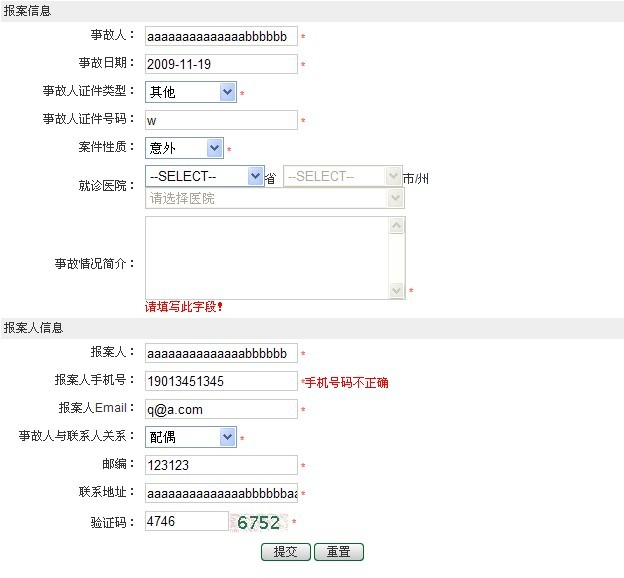 报案信息
事故人： aaaaaaaaaaaaaabbbbbb *
事故日期： 2009-11-19 *
事故人证件类型： 其他 *
事故人证件号码： w *
案件性质： 意外 *
就诊医院： --SELECT-- 省 --SELECT-- 市/州
请选择医院
事故情况简介： *
请填写此字段!
报案人信息
报案人： aaaaaaaaaaaaaabbbbbb *
报案人手机号： 19013451345 *手机号码不正确
报案人Email： q@a.com *
事故人与联系人关系： 配偶 *
邮编： 123123 *
联系地址： aaaaaaaaaaaaaabbbbbbaa *
验证码： 4746 6752 *
提交 重置